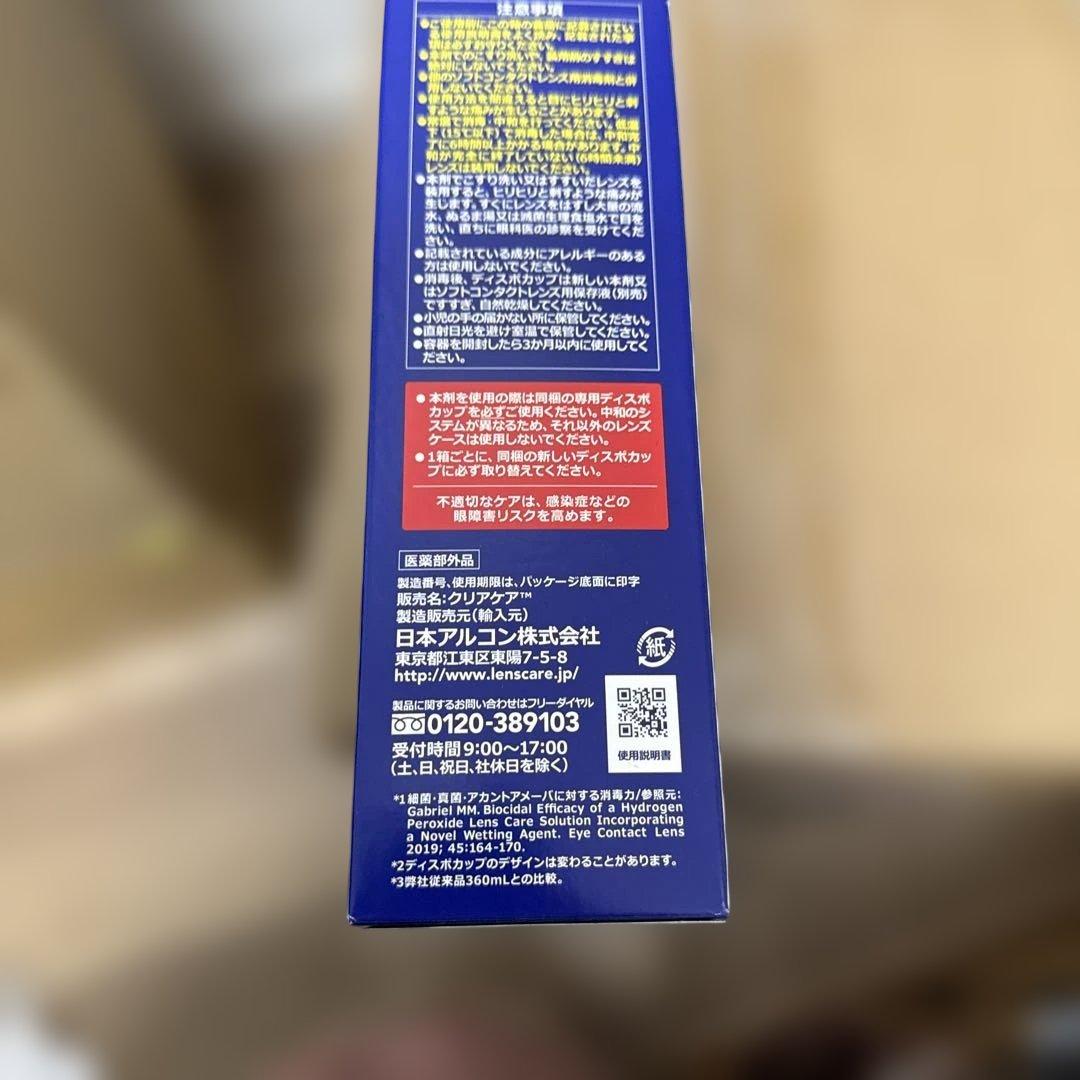 注意事項
●ご使用前にこの箱の裏面に記載されてい
る使用説明書をよく読み、記載された事
項は必ずお守りください。
●本剤でのこすり洗いや、装用前のすすぎは
絶対にしないでください。
●他のソフトコンタクトレンズ用消毒剤と併
用しないでください。
●使用方法を間違えると目にヒリヒリと刺
すような痛みが生じることがあります。
●常温で消毒・中和を行ってください。低温
下(15℃以下)で消毒した場合は、中和完
了に6時間以上かかる場合があります。中
和が完全に終了していない(6時間未満)
レンズは装用しないでください。
●本剤でこすり洗い又はすすいだレンズを
装用すると、ヒリヒリと刺すような痛みが
生じます。すぐにレンズをはずし大量の流
水、ぬるま湯又は滅菌生理食塩水で目を
洗い、直ちに眼科医の診察を受けてくだ
さい。
●記載されている成分にアレルギーのある
方は使用しないでください。
●消毒後、ディスポカップは新しい本剤又
はソフトコンタクトレンズ用保存液(別売)
ですすぎ、自然乾燥してください。
●小児の手の届かない所に保管してください。
●直射日光を避け室温で保管してください。
●容器を開封したら3か月以内に使用してく
ださい。
●本剤を使用の際は同梱の専用ディスポ
カップを必ずご使用ください。中和のシ
ステムが異なるため、それ以外のレンズ
ケースは使用しないでください。
●1箱ごとに、同梱の新しいディスポカッ
プに必ず取り替えてください。
不適切なケアは、感染症などの
眼障害リスクを高めます。
医薬部外品
製造番号、使用期限は、パッケージ底面に印字
販売名:クリアケア™
製造販売元(輸入元)
日本アルコン株式会社
東京都江東区東陽7-5-8
http://www.lenscare.jp/
紙
製品に関するお問い合わせはフリーダイヤル
0120-389103
受付時間9:00〜17:00
(土、日、祝日、社休日を除く)
使用説明書
*1細菌・真菌・アカントアメーバに対する消毒力/参照元:
Gabriel MM. Biocidal Efficacy of a Hydrogen
Peroxide Lens Care Solution Incorporating
a Novel Wetting Agent. Eye Contact Lens
2019; 45:164-170.
*2ディスポカップのデザインは変わることがあります。
*3弊社従来品360mLとの比較。